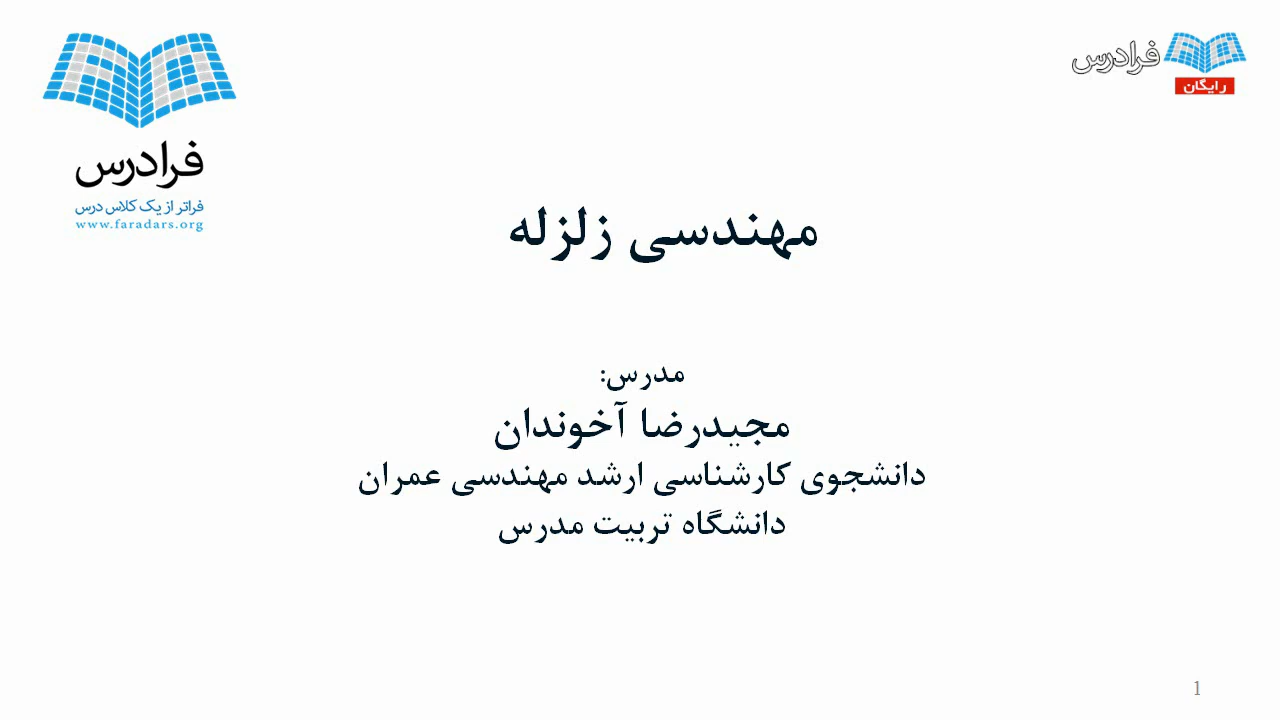 فرادرس
رایگان
فرادرس
فراتر از یک کلاس درس
www.faradars.org
مهندسی زلزله
مدرس:
مجیدرضا آخوندان
دانشجوی کارشناسی ارشد مهندسی عمران
دانشگاه تربیت مدرس
1